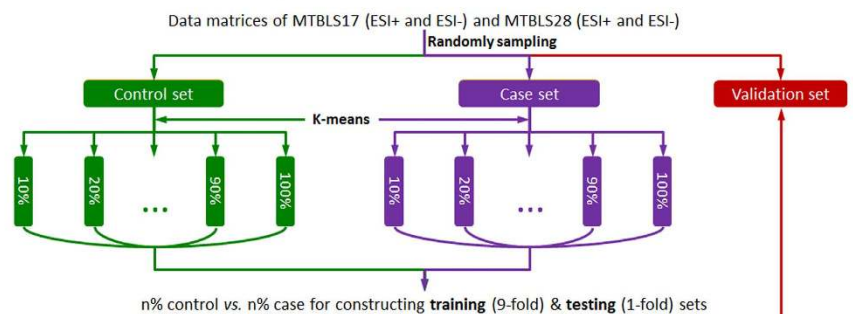 Data matrices of MTBLS17 (ESI+ and ESI-) and MTBLS28 (ESI+ and ESI-)
Randomly sampling
Control set
Case set
Validation set
K-means
10%
20%
...
90%
100%
10%
20%
...
90%
100%
n% control vs. n% case for constructing training (9-fold) & testing (1-fold) sets